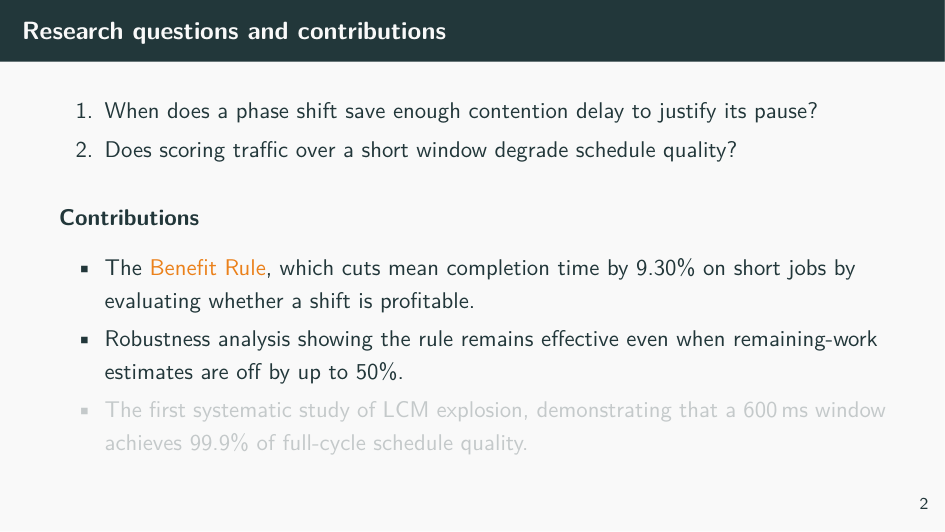 Research questions and contributions
1. When does a phase shift save enough contention delay to justify its pause?
2. Does scoring traffic over a short window degrade schedule quality?
Contributions
▪ The Benefit Rule, which cuts mean completion time by 9.30% on short jobs by
evaluating whether a shift is profitable.
▪ Robustness analysis showing the rule remains effective even when remaining-work
estimates are off by up to 50%.
▪ The first systematic study of LCM explosion, demonstrating that a 600 ms window
achieves 99.9% of full-cycle schedule quality.
2